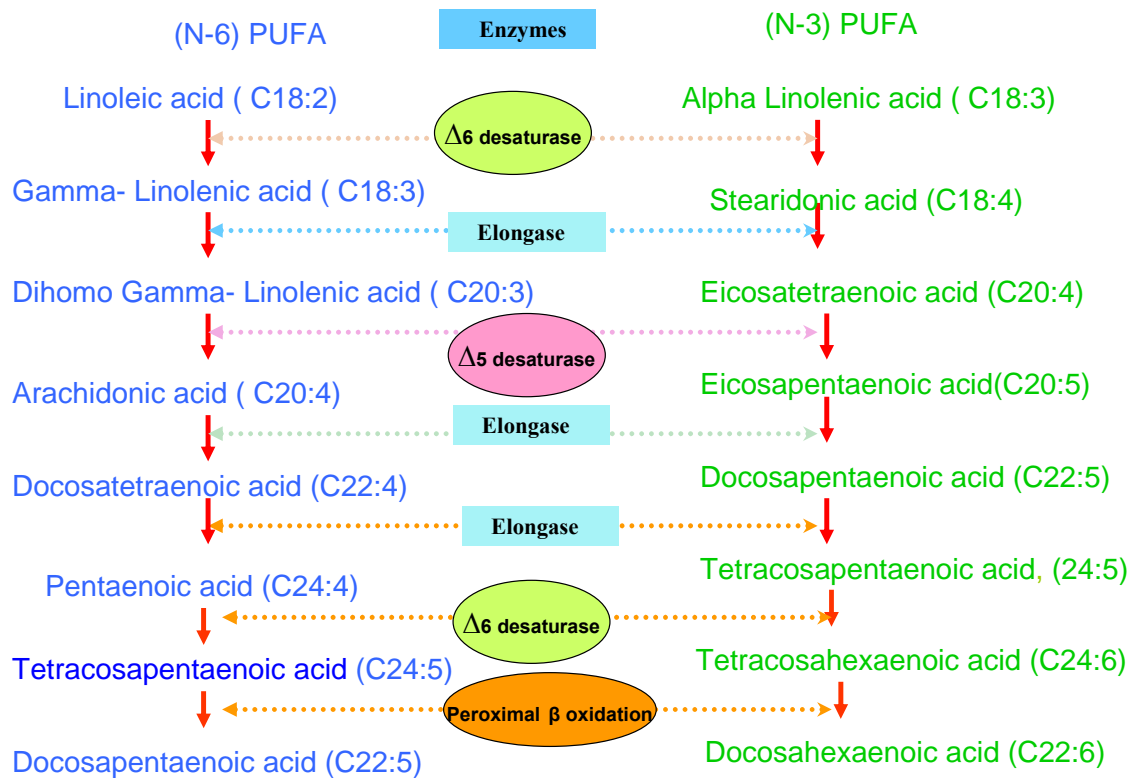 (N-6) PUFA
Enzymes
(N-3) PUFA
Linoleic acid ( C18:2)
Δ6 desaturase
Alpha Linolenic acid ( C18:3)
Gamma- Linolenic acid ( C18:3)
Elongase
Stearidonic acid (C18:4)
Dihomo Gamma- Linolenic acid ( C20:3)
Δ5 desaturase
Eicosatetraenoic acid (C20:4)
Arachidonic acid ( C20:4)
Elongase
Eicosapentaenoic acid(C20:5)
Docosatetraenoic acid (C22:4)
Elongase
Docosapentaenoic acid (C22:5)
Pentaenoic acid (C24:4)
Δ6 desaturase
Tetracosapentaenoic acid, (24:5)
Tetracosapentaenoic acid (C24:5)
Peroximal β oxidation
Tetracosahexaenoic acid (C24:6)
Docosapentaenoic acid (C22:5)
Docosahexaenoic acid (C22:6)